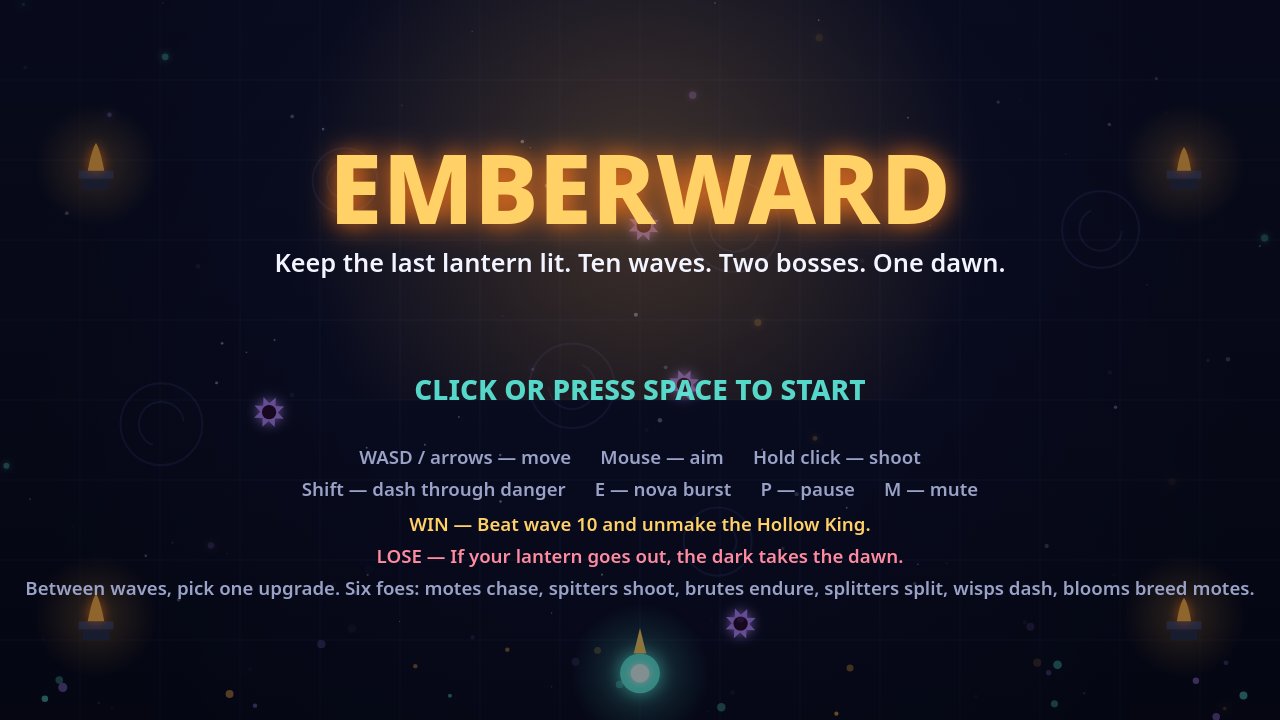 EMBERWARD
Keep the last lantern lit. Ten waves. Two bosses. One dawn.
CLICK OR PRESS SPACE TO START
WASD / arrows — move Mouse — aim Hold click — shoot
Shift — dash through danger E — nova burst P — pause M — mute
WIN — Beat wave 10 and unmake the Hollow King.
LOSE — If your lantern goes out, the dark takes the dawn.
Between waves, pick one upgrade. Six foes: motes chase, spitters shoot, brutes endure, splitters split, wisps dash, blooms breed motes.